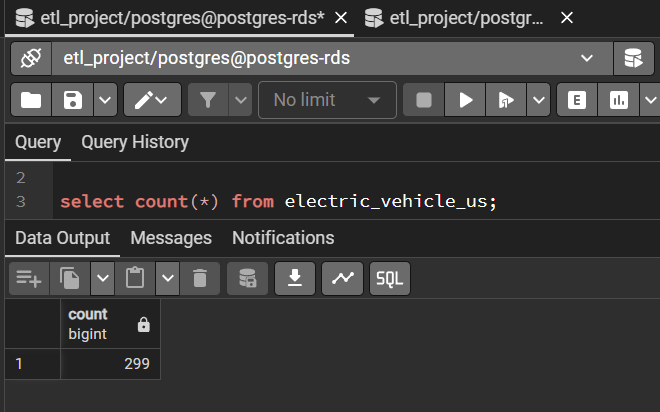 etl_project/postgres@postgres-rds* etl_project/postgr...
etl_project/postgres@postgres-rds
No limit
E
Query Query History
2
3 select count(*) from electric_vehicle_us;
Data Output Messages Notifications
SQL
count
bigint
1 299